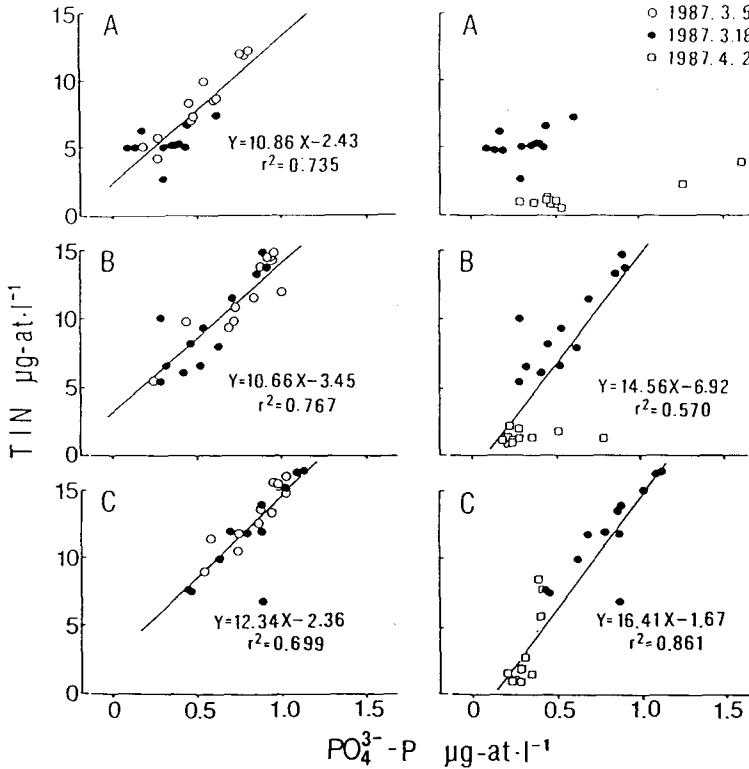 A
15
10
5
0
Y=10.86 X−2.43
r²=0.735
A
○ 1987. 3. 9
● 1987. 3.18
□ 1987. 4. 2
B
15
10
5
0
Y=10.66X−3.45
r²=0.767
B
Y=14.56X−6.92
r²=0.570
C
15
10
5
0
Y=12.34X−2.36
r²=0.699
C
Y=16.41X−1.67
r²=0.861
0 0.5 1.0 1.5
0 0.5 1.0 1.5
TIN µg-at·l⁻¹
PO₄³⁻-P µg-at·l⁻¹